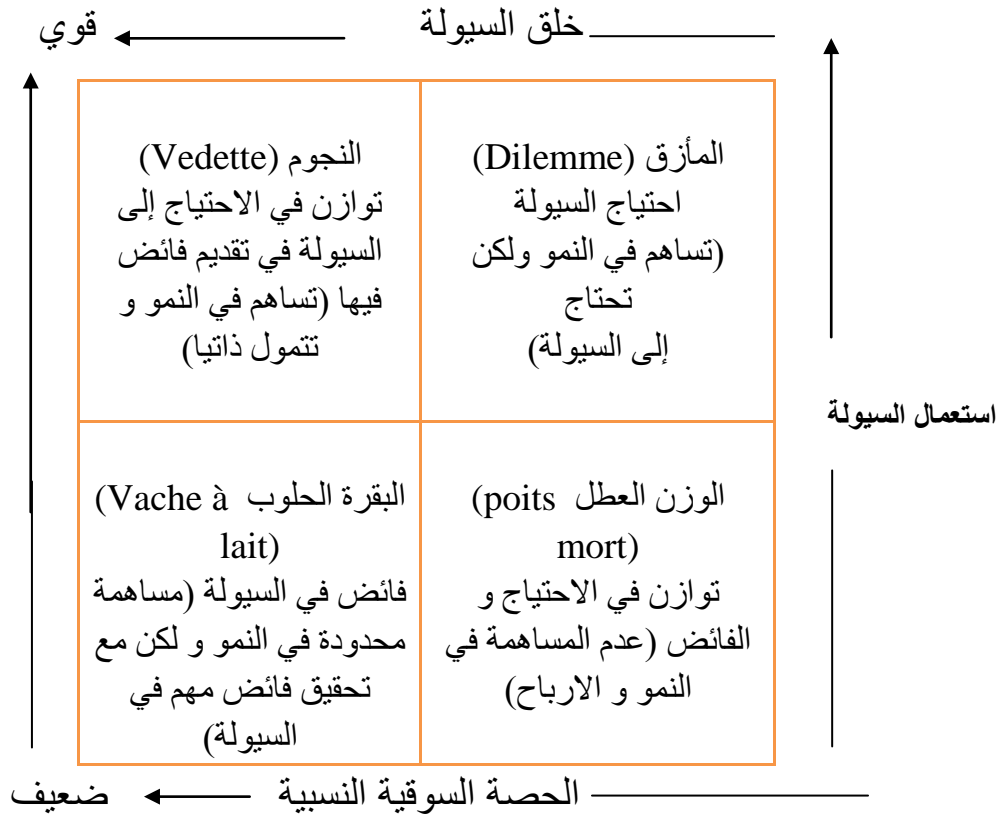 خلق السيولة
قوي
المأزق (Dilemme)
احتياج السيولة
(تساهم في النمو ولكن
تحتاج
إلى السيولة)
النجوم (Vedette)
توازن في الاحتياج إلى
السيولة في تقديم فائض
فيها (تساهم في النمو و
تتمول ذاتيا)
استعمال السيولة
الوزن العطل (poits
mort)
توازن في الاحتياج و
الفائض (عدم المساهمة في
النمو و الارباح)
البقرة الحلوب (Vache à
lait)
فائض في السيولة (مساهمة
محدودة في النمو و لكن مع
تحقيق فائض مهم في
السيولة)
الحصة السوقية النسبية
ضعيف